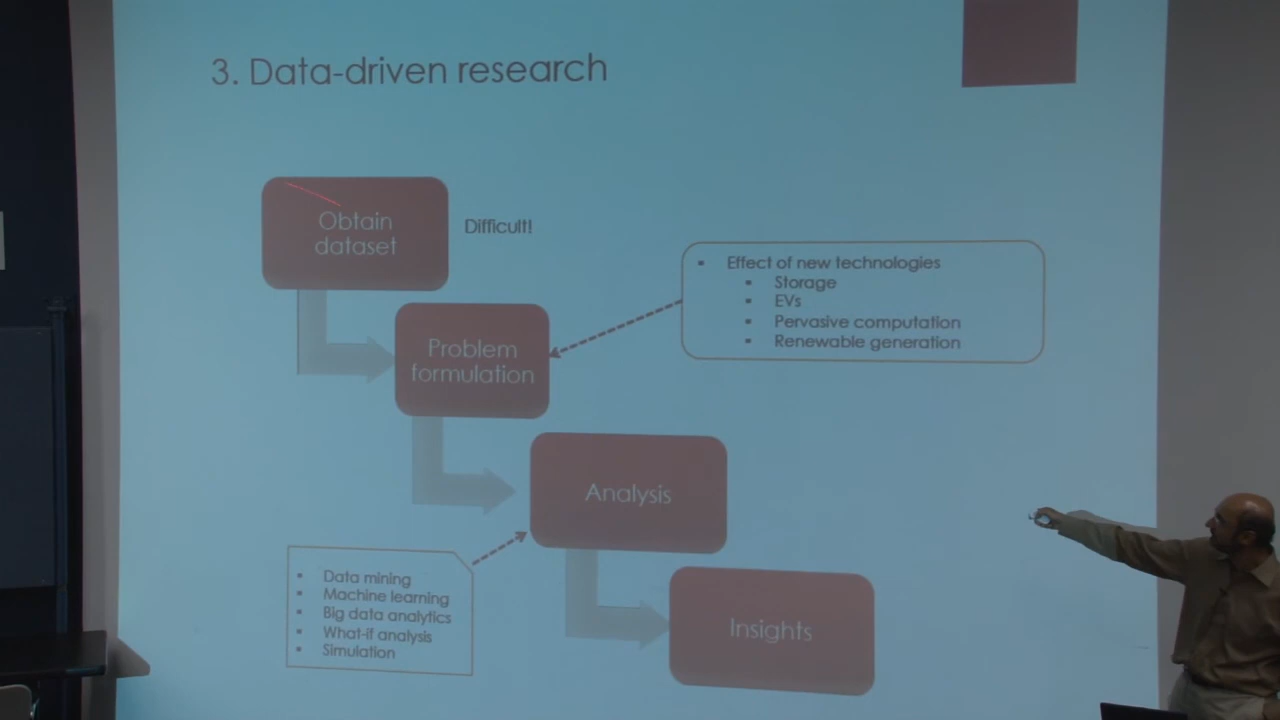 3. Data-driven research
Obtain
dataset
Difficult!
▪ Effect of new technologies
▪ Storage
▪ EVs
▪ Pervasive computation
▪ Renewable generation
Problem
formulation
Analysis
▪ Data mining
▪ Machine learning
▪ Big data analytics
▪ What-if analysis
▪ Simulation
Insights